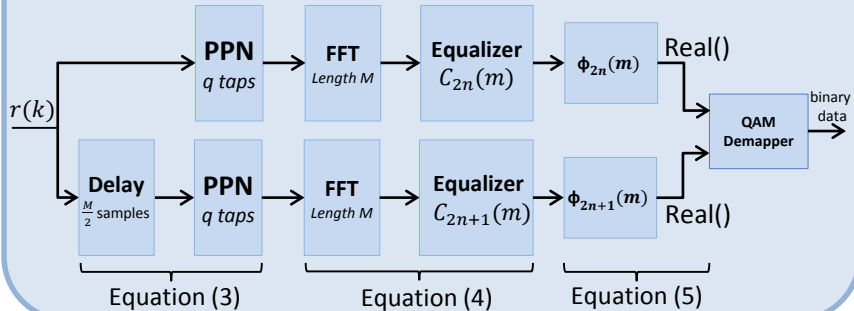 r(k)
PPN
q taps
FFT
Length M
Equalizer
C₂ₙ(m)
ϕ₂ₙ(m)
Real()
Delay
M/2 samples
PPN
q taps
FFT
Length M
Equalizer
C₂ₙ₊₁(m)
ϕ₂ₙ₊₁(m)
Real()
QAM
Demapper
binary
data
Equation (3)
Equation (4)
Equation (5)